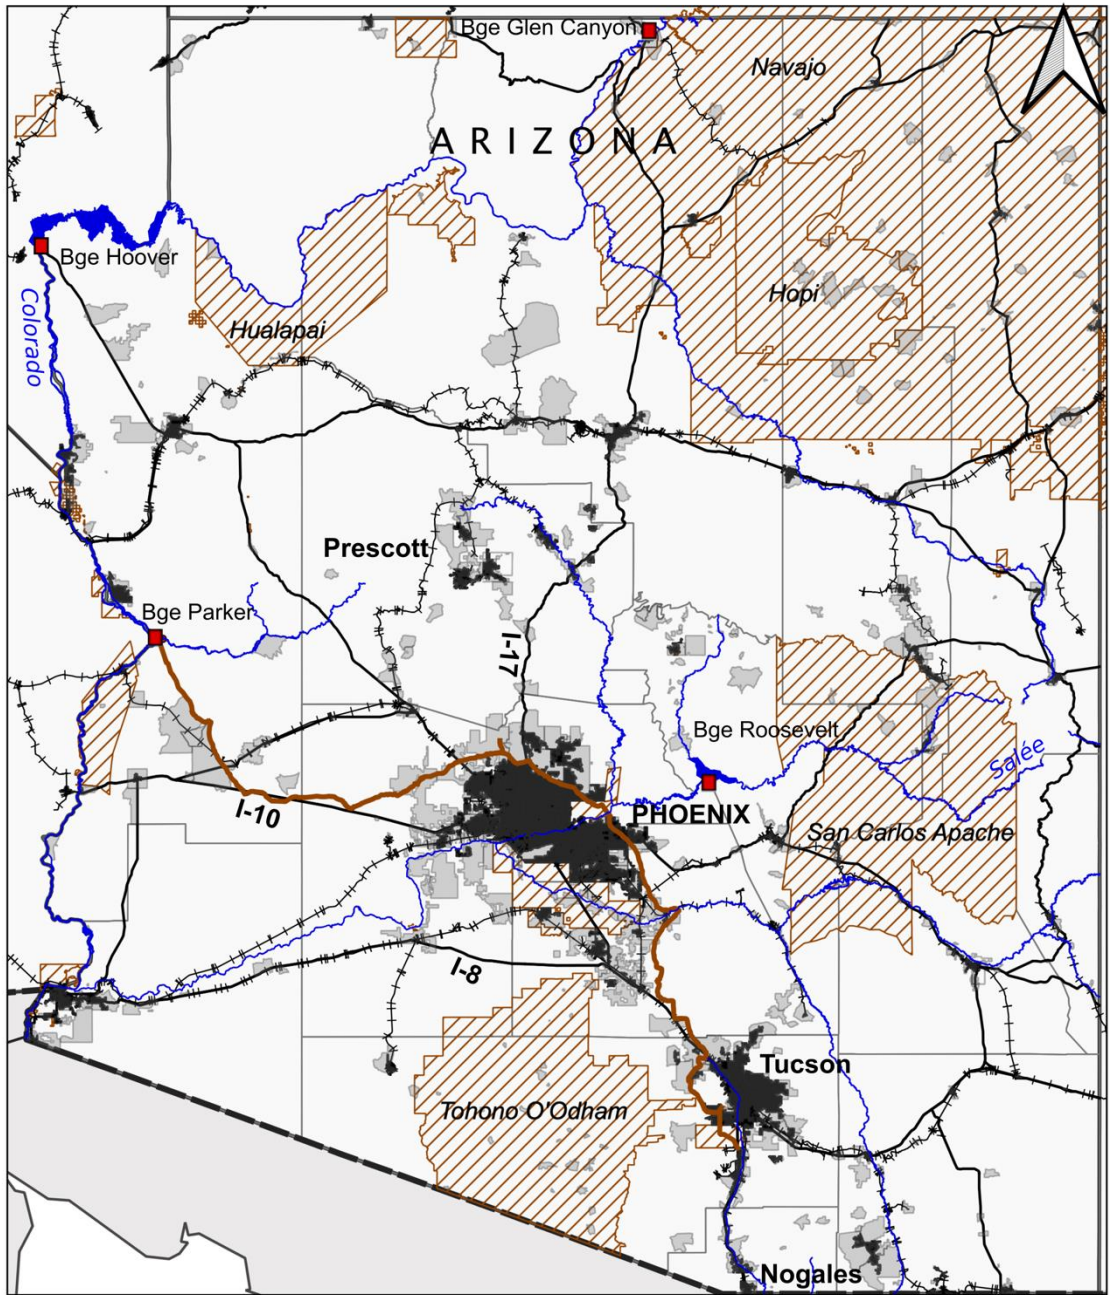 Bge Glen Canyon
Navajo
ARIZONA
Bge Hoover
Hopi
Colorado
Hualapai
Prescott
Bge Parker
I-17
Bge Roosevelt
Salée
I-10
PHOENIX
San Carlos Apache
I-8
Tucson
Tohono O'Odham
Nogales